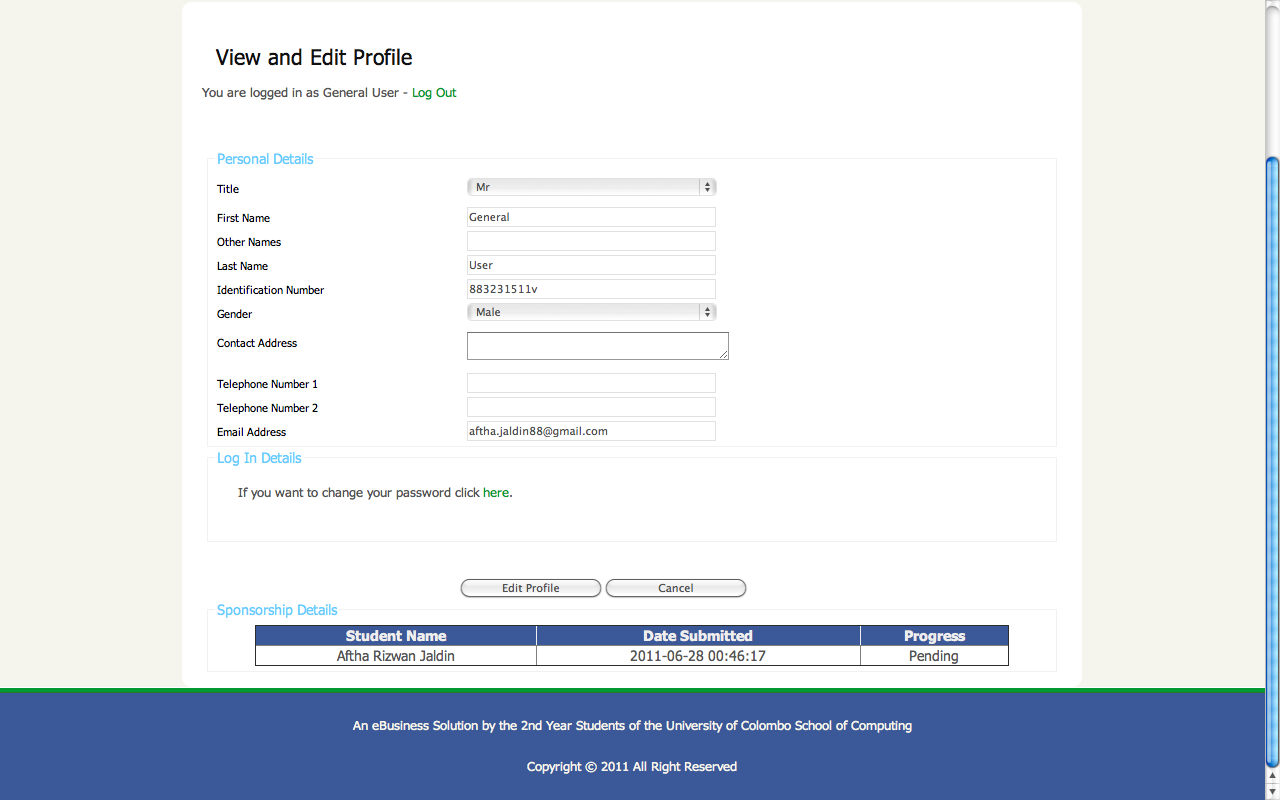 View and Edit Profile
You are logged in as General User - Log Out
Personal Details
Title Mr
First Name General
Other Names
Last Name User
Identification Number 883231511v
Gender Male
Contact Address
Telephone Number 1
Telephone Number 2
Email Address aftha.jaldin88@gmail.com
Log In Details
If you want to change your password click here.
Edit Profile Cancel
Sponsorship Details
Student Name Date Submitted Progress
Aftha Rizwan Jaldin 2011-06-28 00:46:17 Pending
An eBusiness Solution by the 2nd Year Students of the University of Colombo School of Computing
Copyright © 2011 All Right Reserved